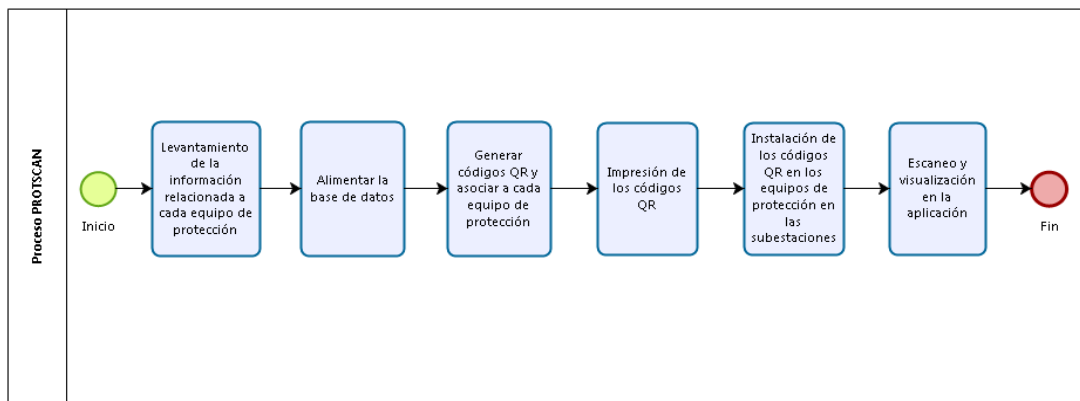 Proceso PROTSCAN
Inicio
Levantamiento
de la
información
relacionada a
cada equipo de
protección
Alimentar la
base de datos
Generar
códigos QR y
asociar a cada
equipo de
protección
Impresión de
los códigos
QR
Instalación de
los códigos
QR en los
equipos de
protección en
las
subestaciones
Escaneo y
visualización
en la
aplicación
Fin